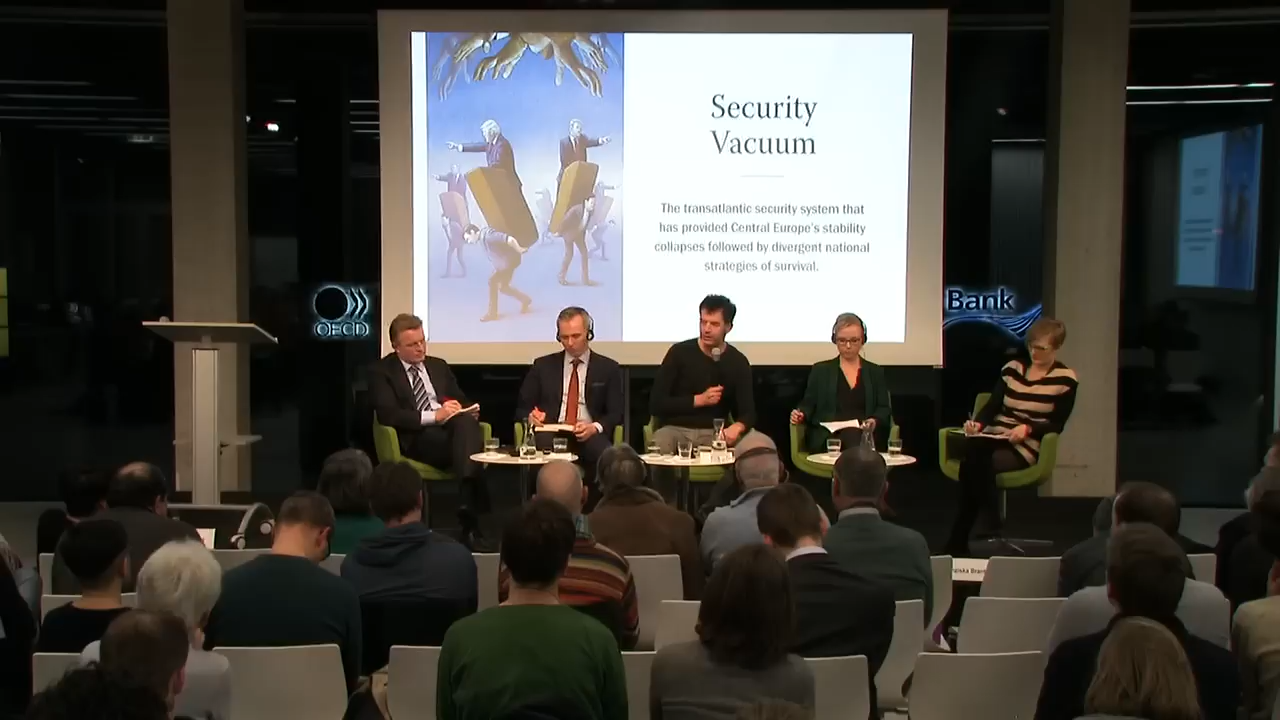 Security
Vacuum
The transatlantic security system that
has provided Central Europe's stability
collapses followed by divergent national
strategies of survival.
OECD
Bank